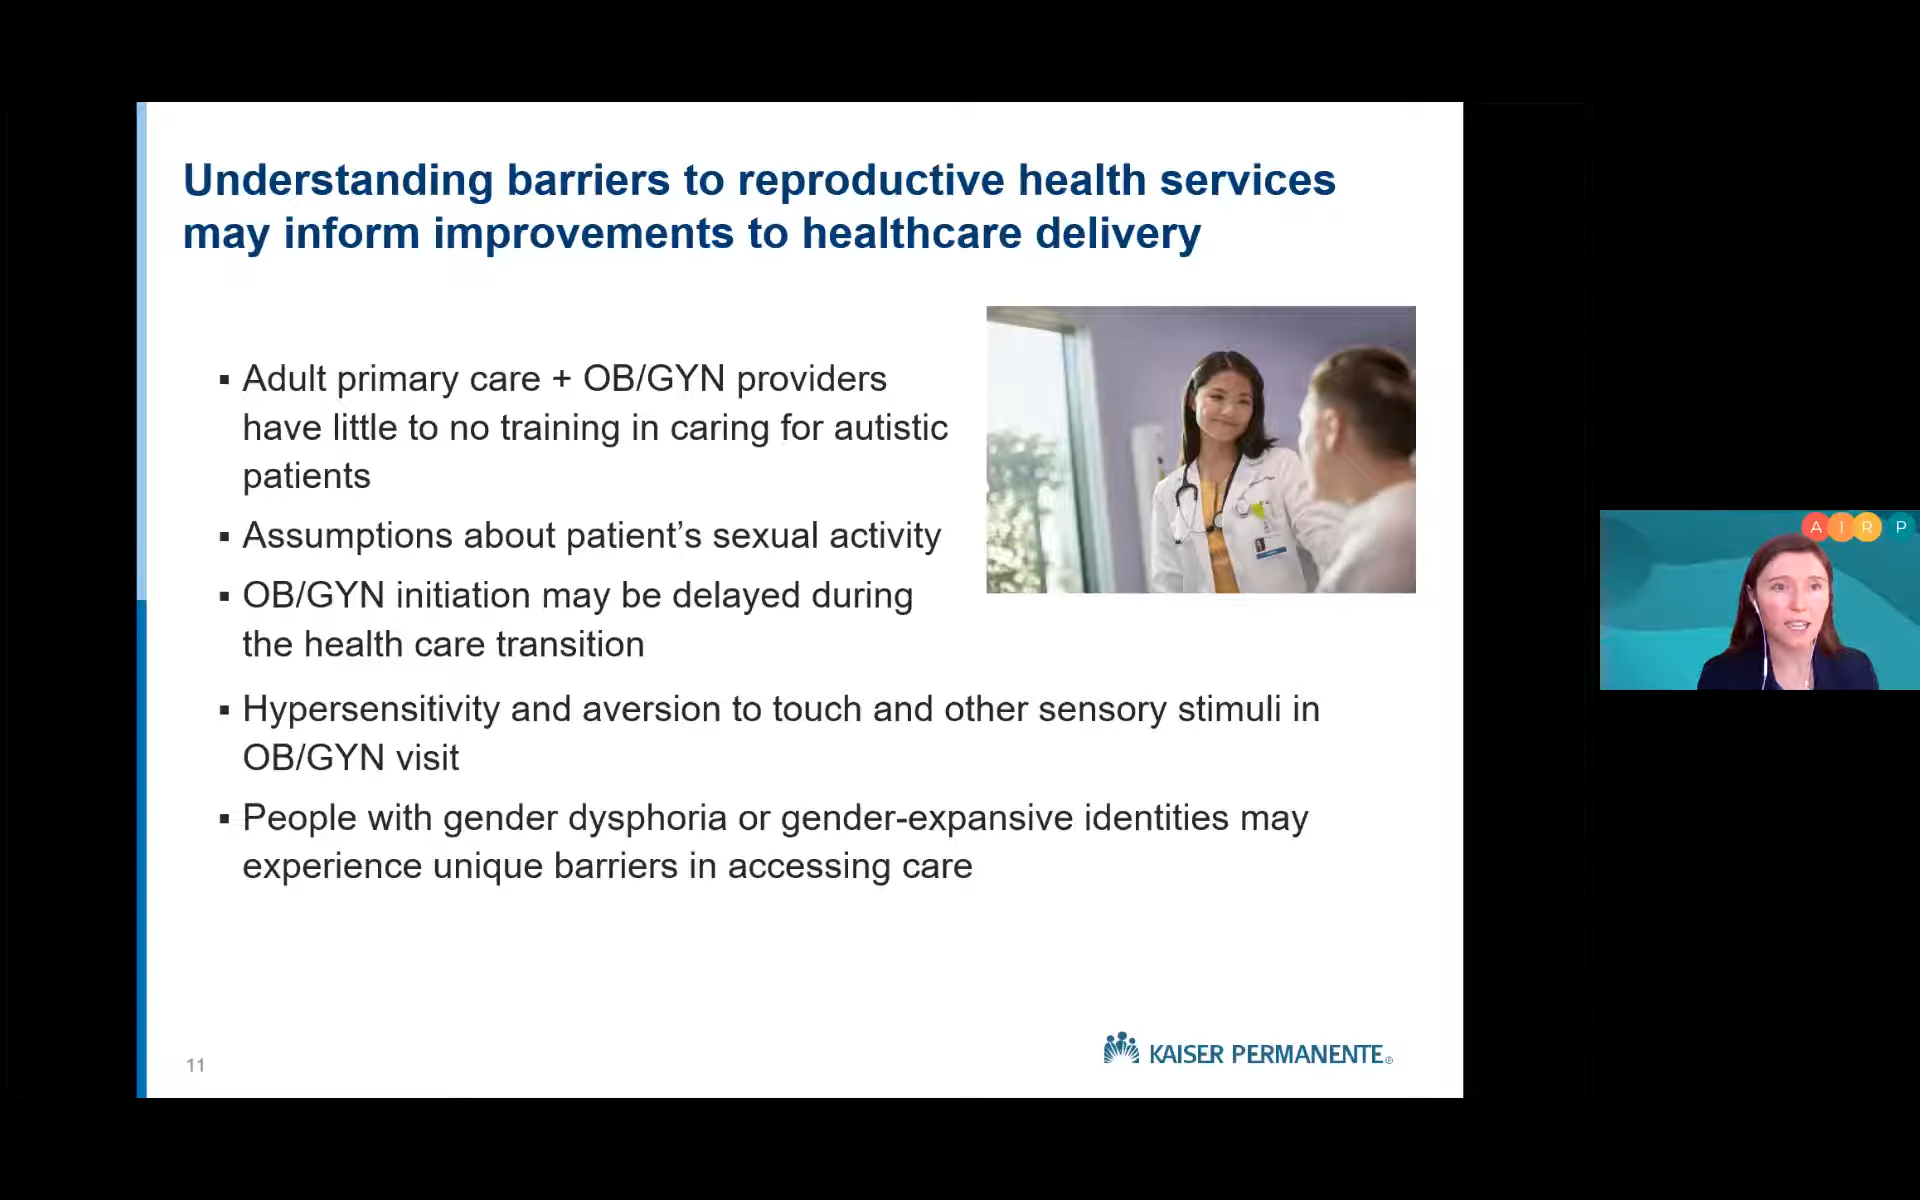 Understanding barriers to reproductive health services
may inform improvements to healthcare delivery
▪ Adult primary care + OB/GYN providers
have little to no training in caring for autistic
patients
▪ Assumptions about patient’s sexual activity
▪ OB/GYN initiation may be delayed during
the health care transition
▪ Hypersensitivity and aversion to touch and other sensory stimuli in
OB/GYN visit
▪ People with gender dysphoria or gender-expansive identities may
experience unique barriers in accessing care
11
KAISER PERMANENTE®
A I R P